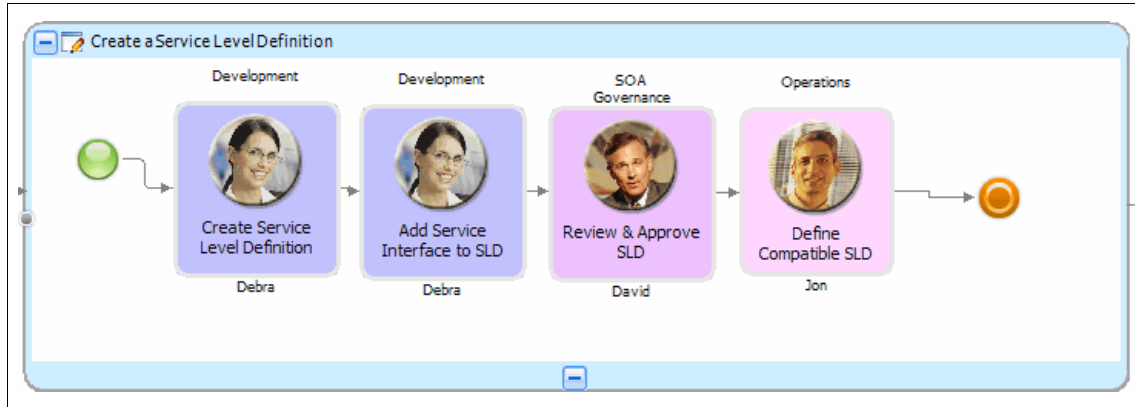 Create a Service Level Definition
Development
Development
SOA
Governance
Operations
Create Service
Level Definition
Add Service
Interface to SLD
Review & Approve
SLD
Define
Compatible SLD
Debra
Debra
David
Jon